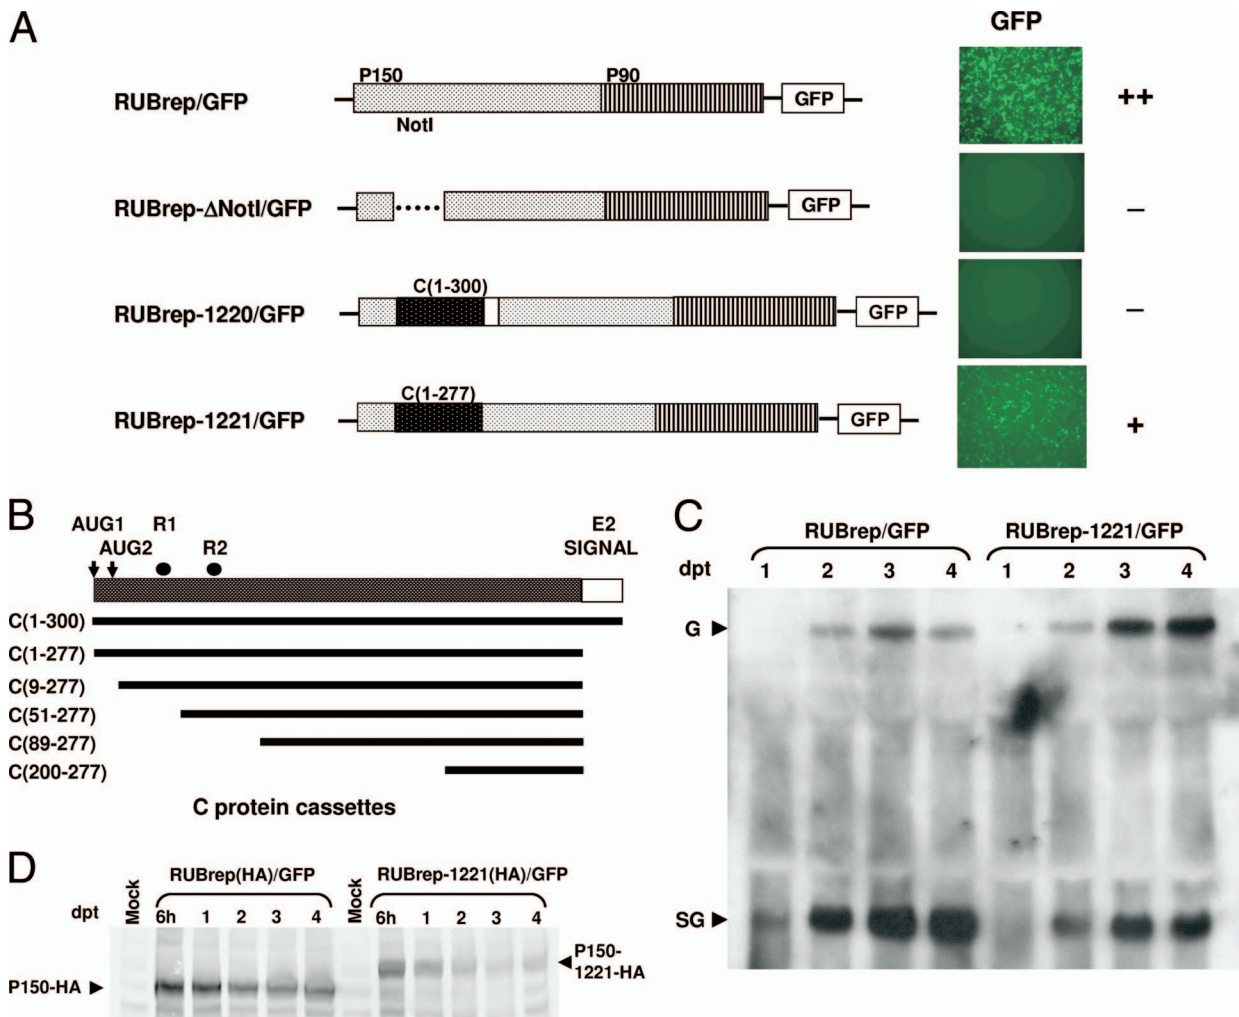 A
GFP
P150 P90
RUBrep/GFP
GFP
++
NotI
RUBrep-ΔNotI/GFP
GFP
–
C(1-300)
RUBrep-1220/GFP
GFP
–
C(1-277)
RUBrep-1221/GFP
GFP
+
B
AUG1 R1 E2
AUG2 R2 SIGNAL
C(1-300)
C(1-277)
C(9-277)
C(51-277)
C(89-277)
C(200-277)
C protein cassettes
C
RUBrep/GFP RUBrep-1221/GFP
dpt 1 2 3 4 1 2 3 4
G
SG
D
Mock RUBrep(HA)/GFP Mock RUBrep-1221(HA)/GFP
dpt 6h 1 2 3 4 6h 1 2 3 4
P150-HA
P150-
1221-HA